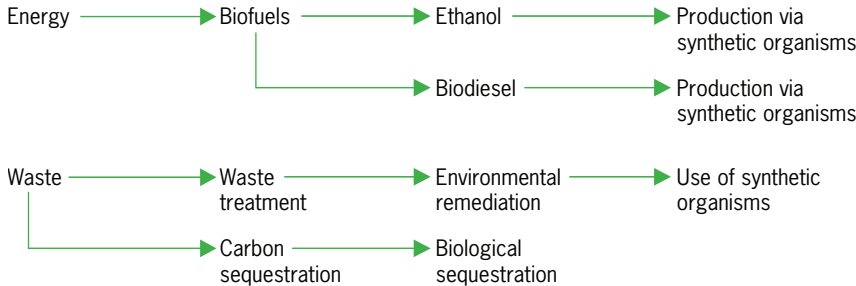 Energy
Biofuels
Ethanol
Production via
synthetic organisms
Biodiesel
Production via
synthetic organisms
Waste
Waste
treatment
Environmental
remediation
Use of synthetic
organisms
Carbon
sequestration
Biological
sequestration